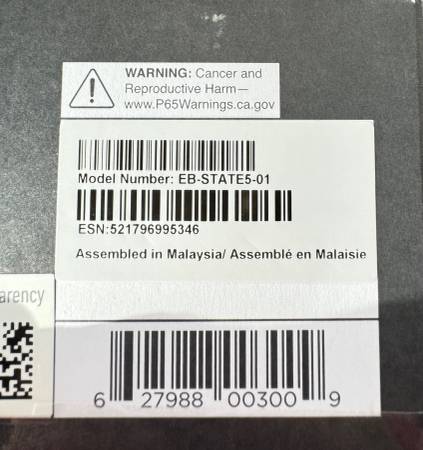 WARNING: Cancer and
Reproductive Harm—
www.P65Warnings.ca.gov
Model Number: EB-STATE5-01
ESN:521796995346
Assembled in Malaysia/ Assemblé en Malaisie
arency
6 27988 00300 9